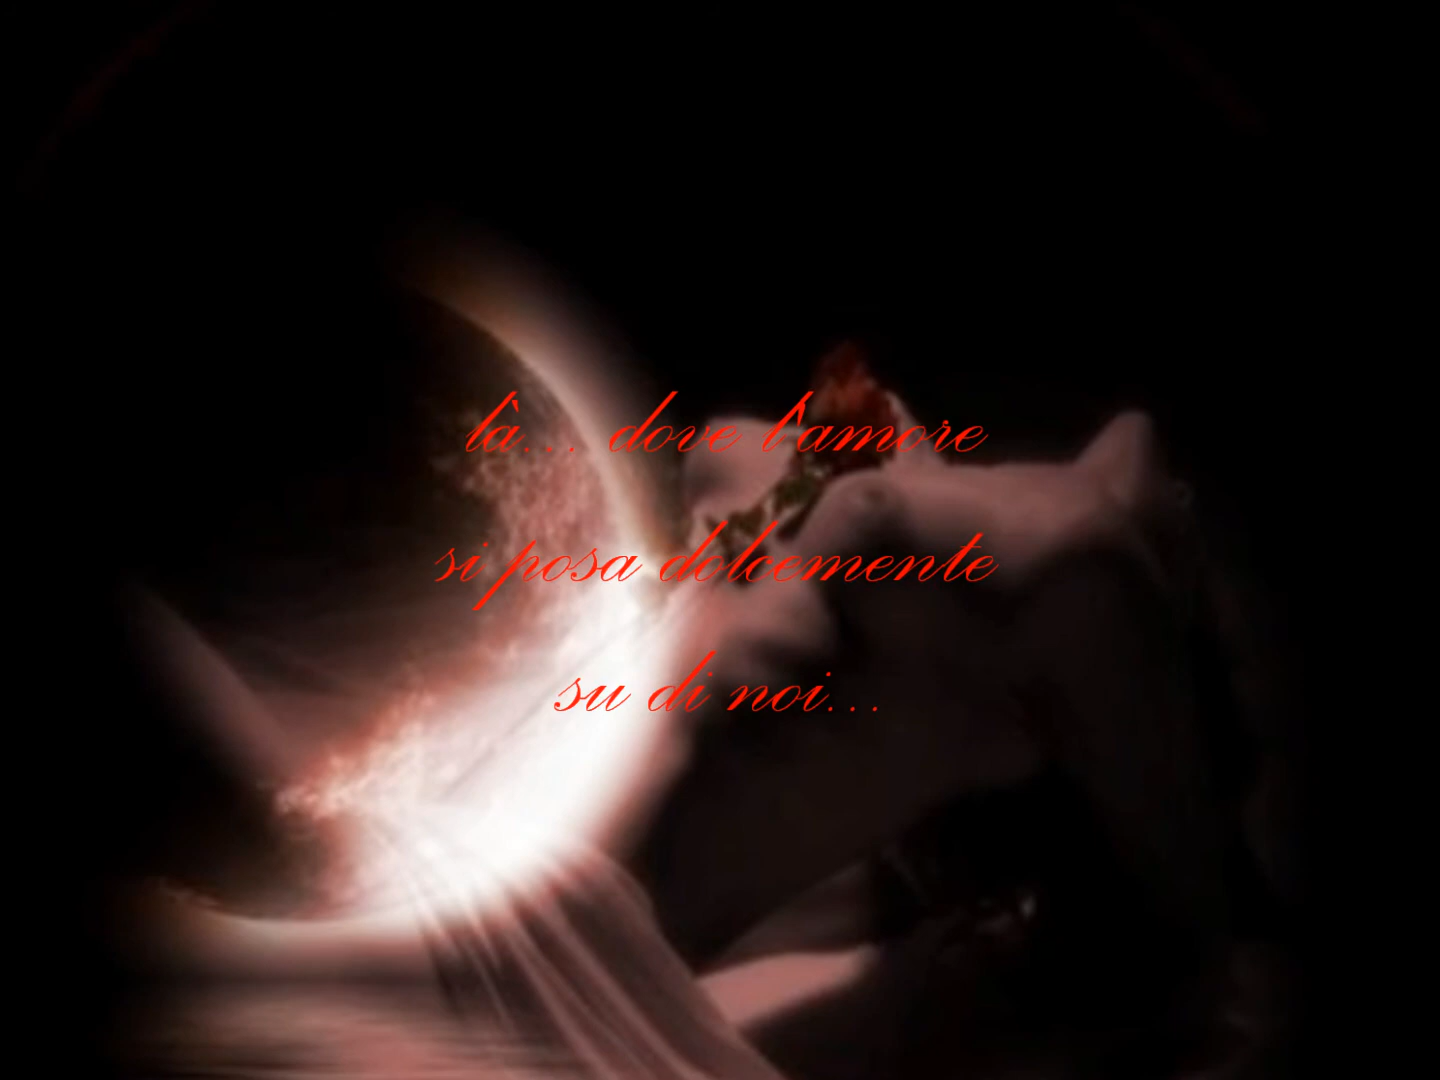 là... dove l'amore
si posa dolcemente
su di noi...